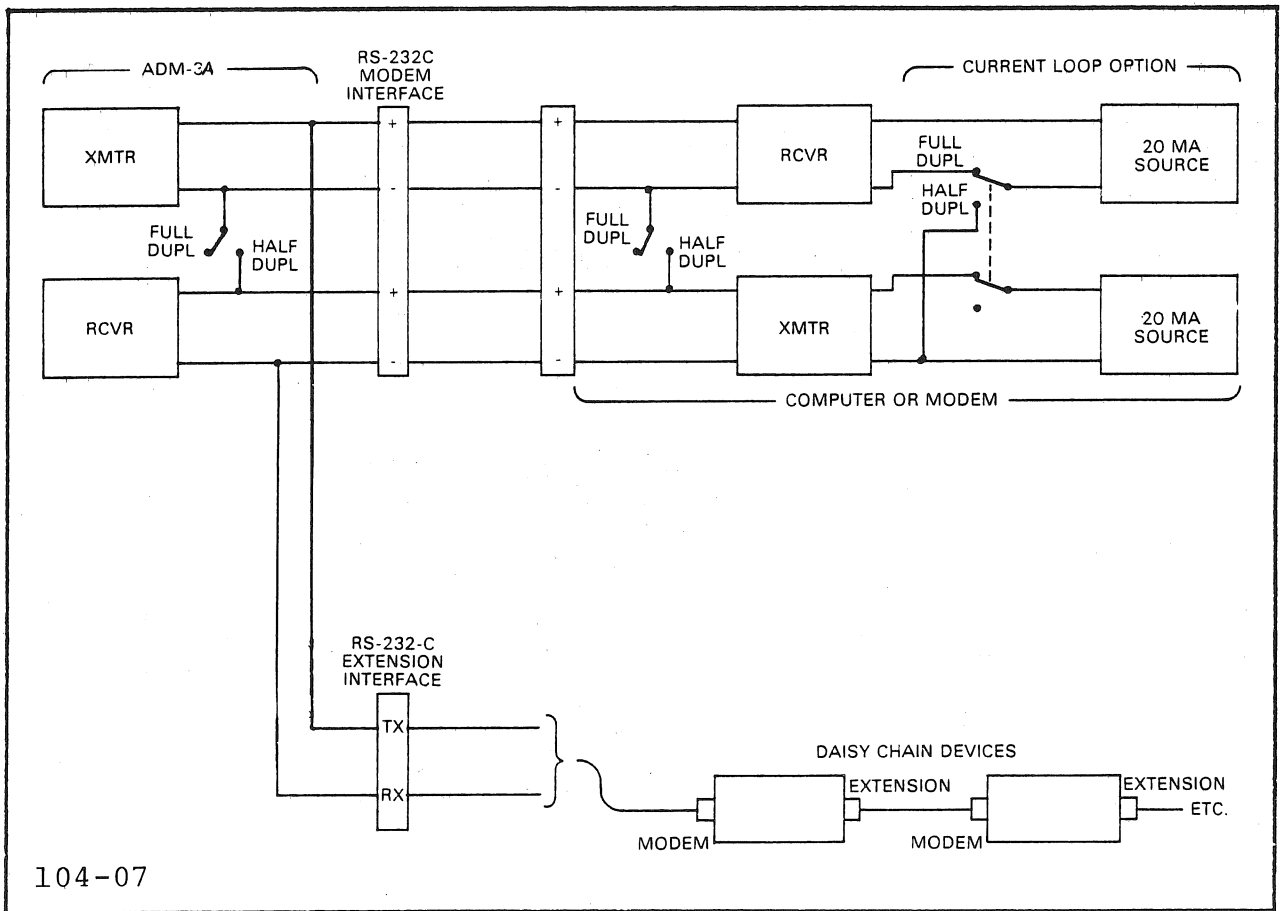 ADM-3A
RS-232C
MODEM
INTERFACE
CURRENT LOOP OPTION
XMTR
+
+
RCVR
20 MA
SOURCE
FULL
DUPL
HALF
DUPL
-
-
FULL
DUPL
HALF
DUPL
FULL
DUPL
HALF
DUPL
RCVR
+
+
XMTR
20 MA
SOURCE
-
-
COMPUTER OR MODEM
RS-232-C
EXTENSION
INTERFACE
TX
RX
DAISY CHAIN DEVICES
EXTENSION
EXTENSION
ETC.
MODEM
MODEM
104-07